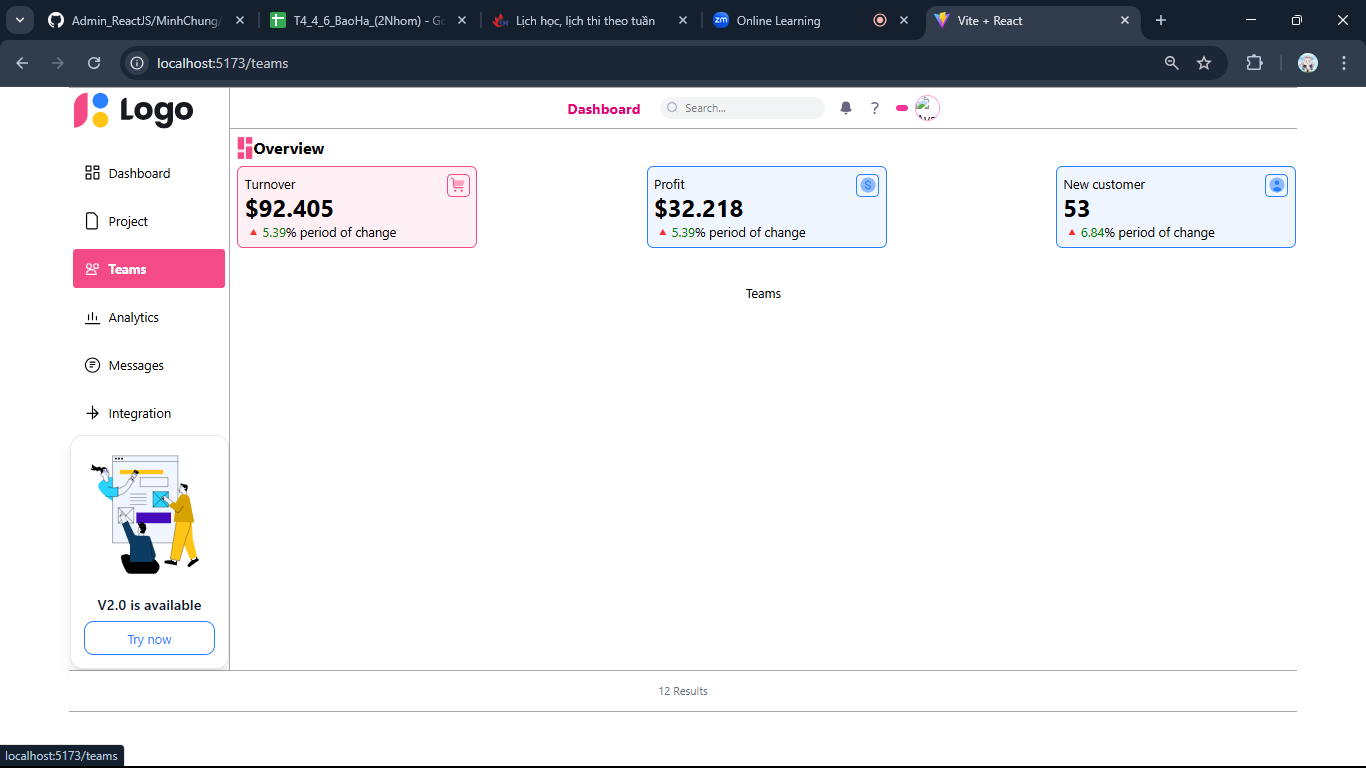 Admin_ReactJS/MinhChung/
T4_4_6_BaoHa_(2Nhom) - Go
Lịch học, lịch thi theo tuần
zm Online Learning
Vite + React
localhost:5173/teams
Logo
Dashboard
Search...
?
Overview
Turnover
$92.405
5.39% period of change
Profit
$32.218
5.39% period of change
New customer
53
6.84% period of change
Dashboard
Project
Teams
Analytics
Messages
Integration
Teams
V2.0 is available
Try now
12 Results
localhost:5173/teams